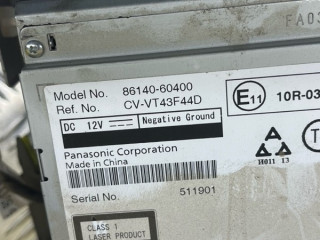 FA03
Model No. 86140-60400
Ref. No. CV-VT43F44D
DC 12V Negative Ground
E11 10R-03
Panasonic Corporation
Made in China
H011 13
Serial No. 511901
CLASS 1
LASER PRODUCT